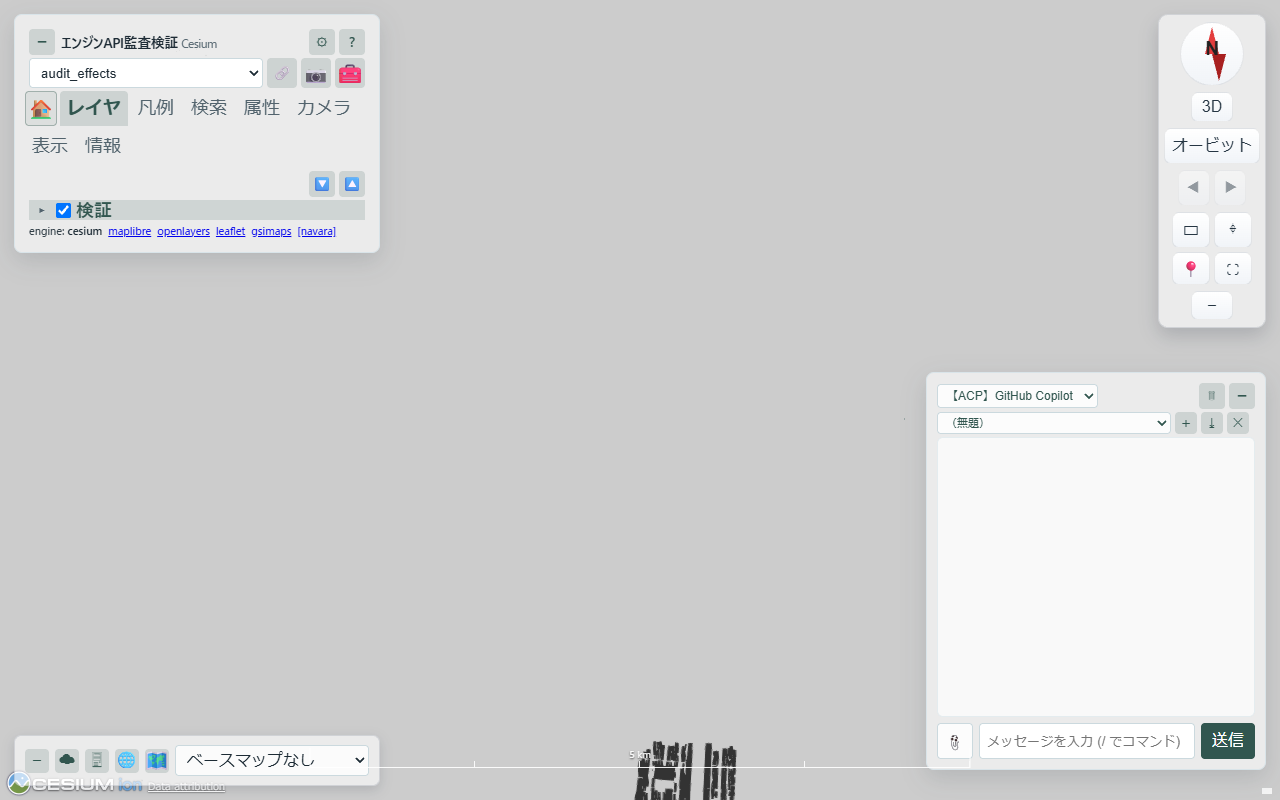 − エンジンAPI監査検証 Cesium ?
audit_effects
レイヤ 凡例 検索 属性 カメラ
表示 情報
検証
engine: cesium maplibre openlayers leaflet gsimaps [navara]
N
3D
オービット
−
【ACP】GitHub Copilot −
（無題） +
メッセージを入力 (/ でコマンド) 送信
− ベースマップなし
5 km
CESIUM ion Data attribution